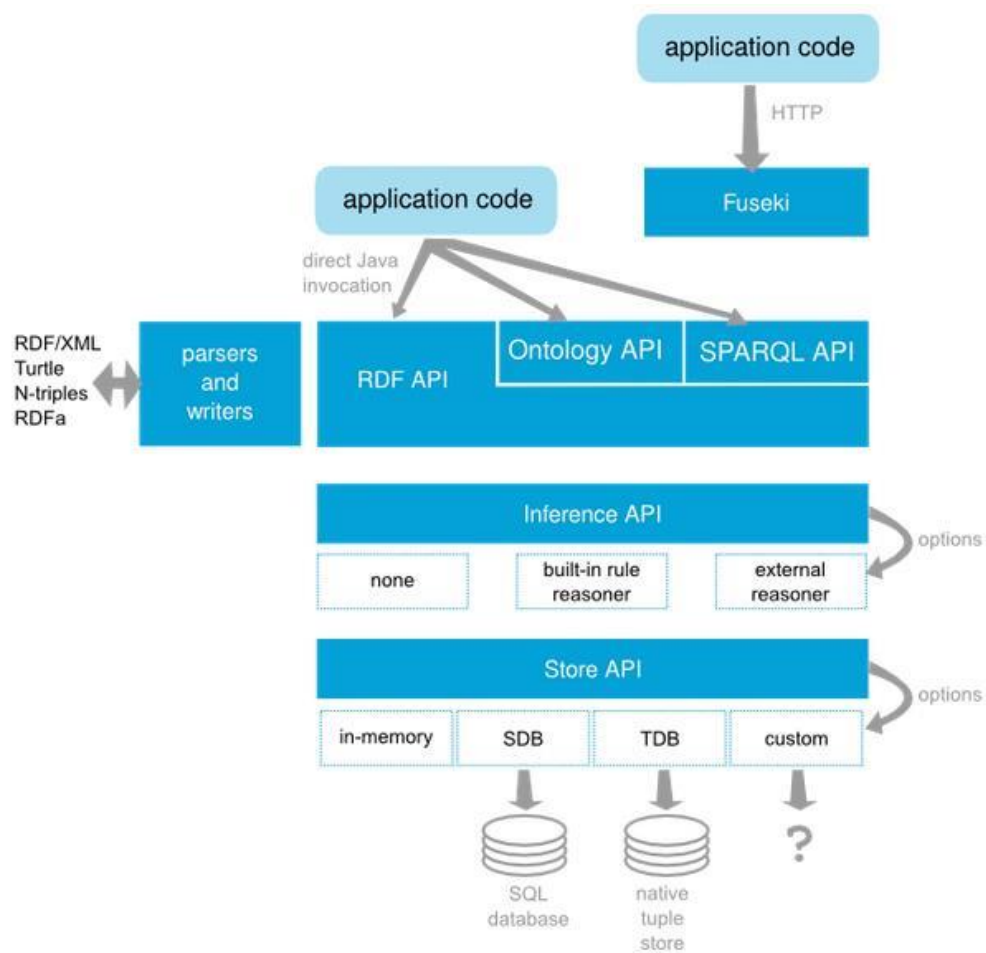 application code
HTTP
Fuseki
application code
direct Java
invocation
RDF/XML
Turtle
N-triples
RDFa
parsers
and
writers
RDF API
Ontology API
SPARQL API
Inference API
options
none
built-in rule
reasoner
external
reasoner
Store API
options
in-memory
SDB
TDB
custom
?
SQL
database
native
tuple
store